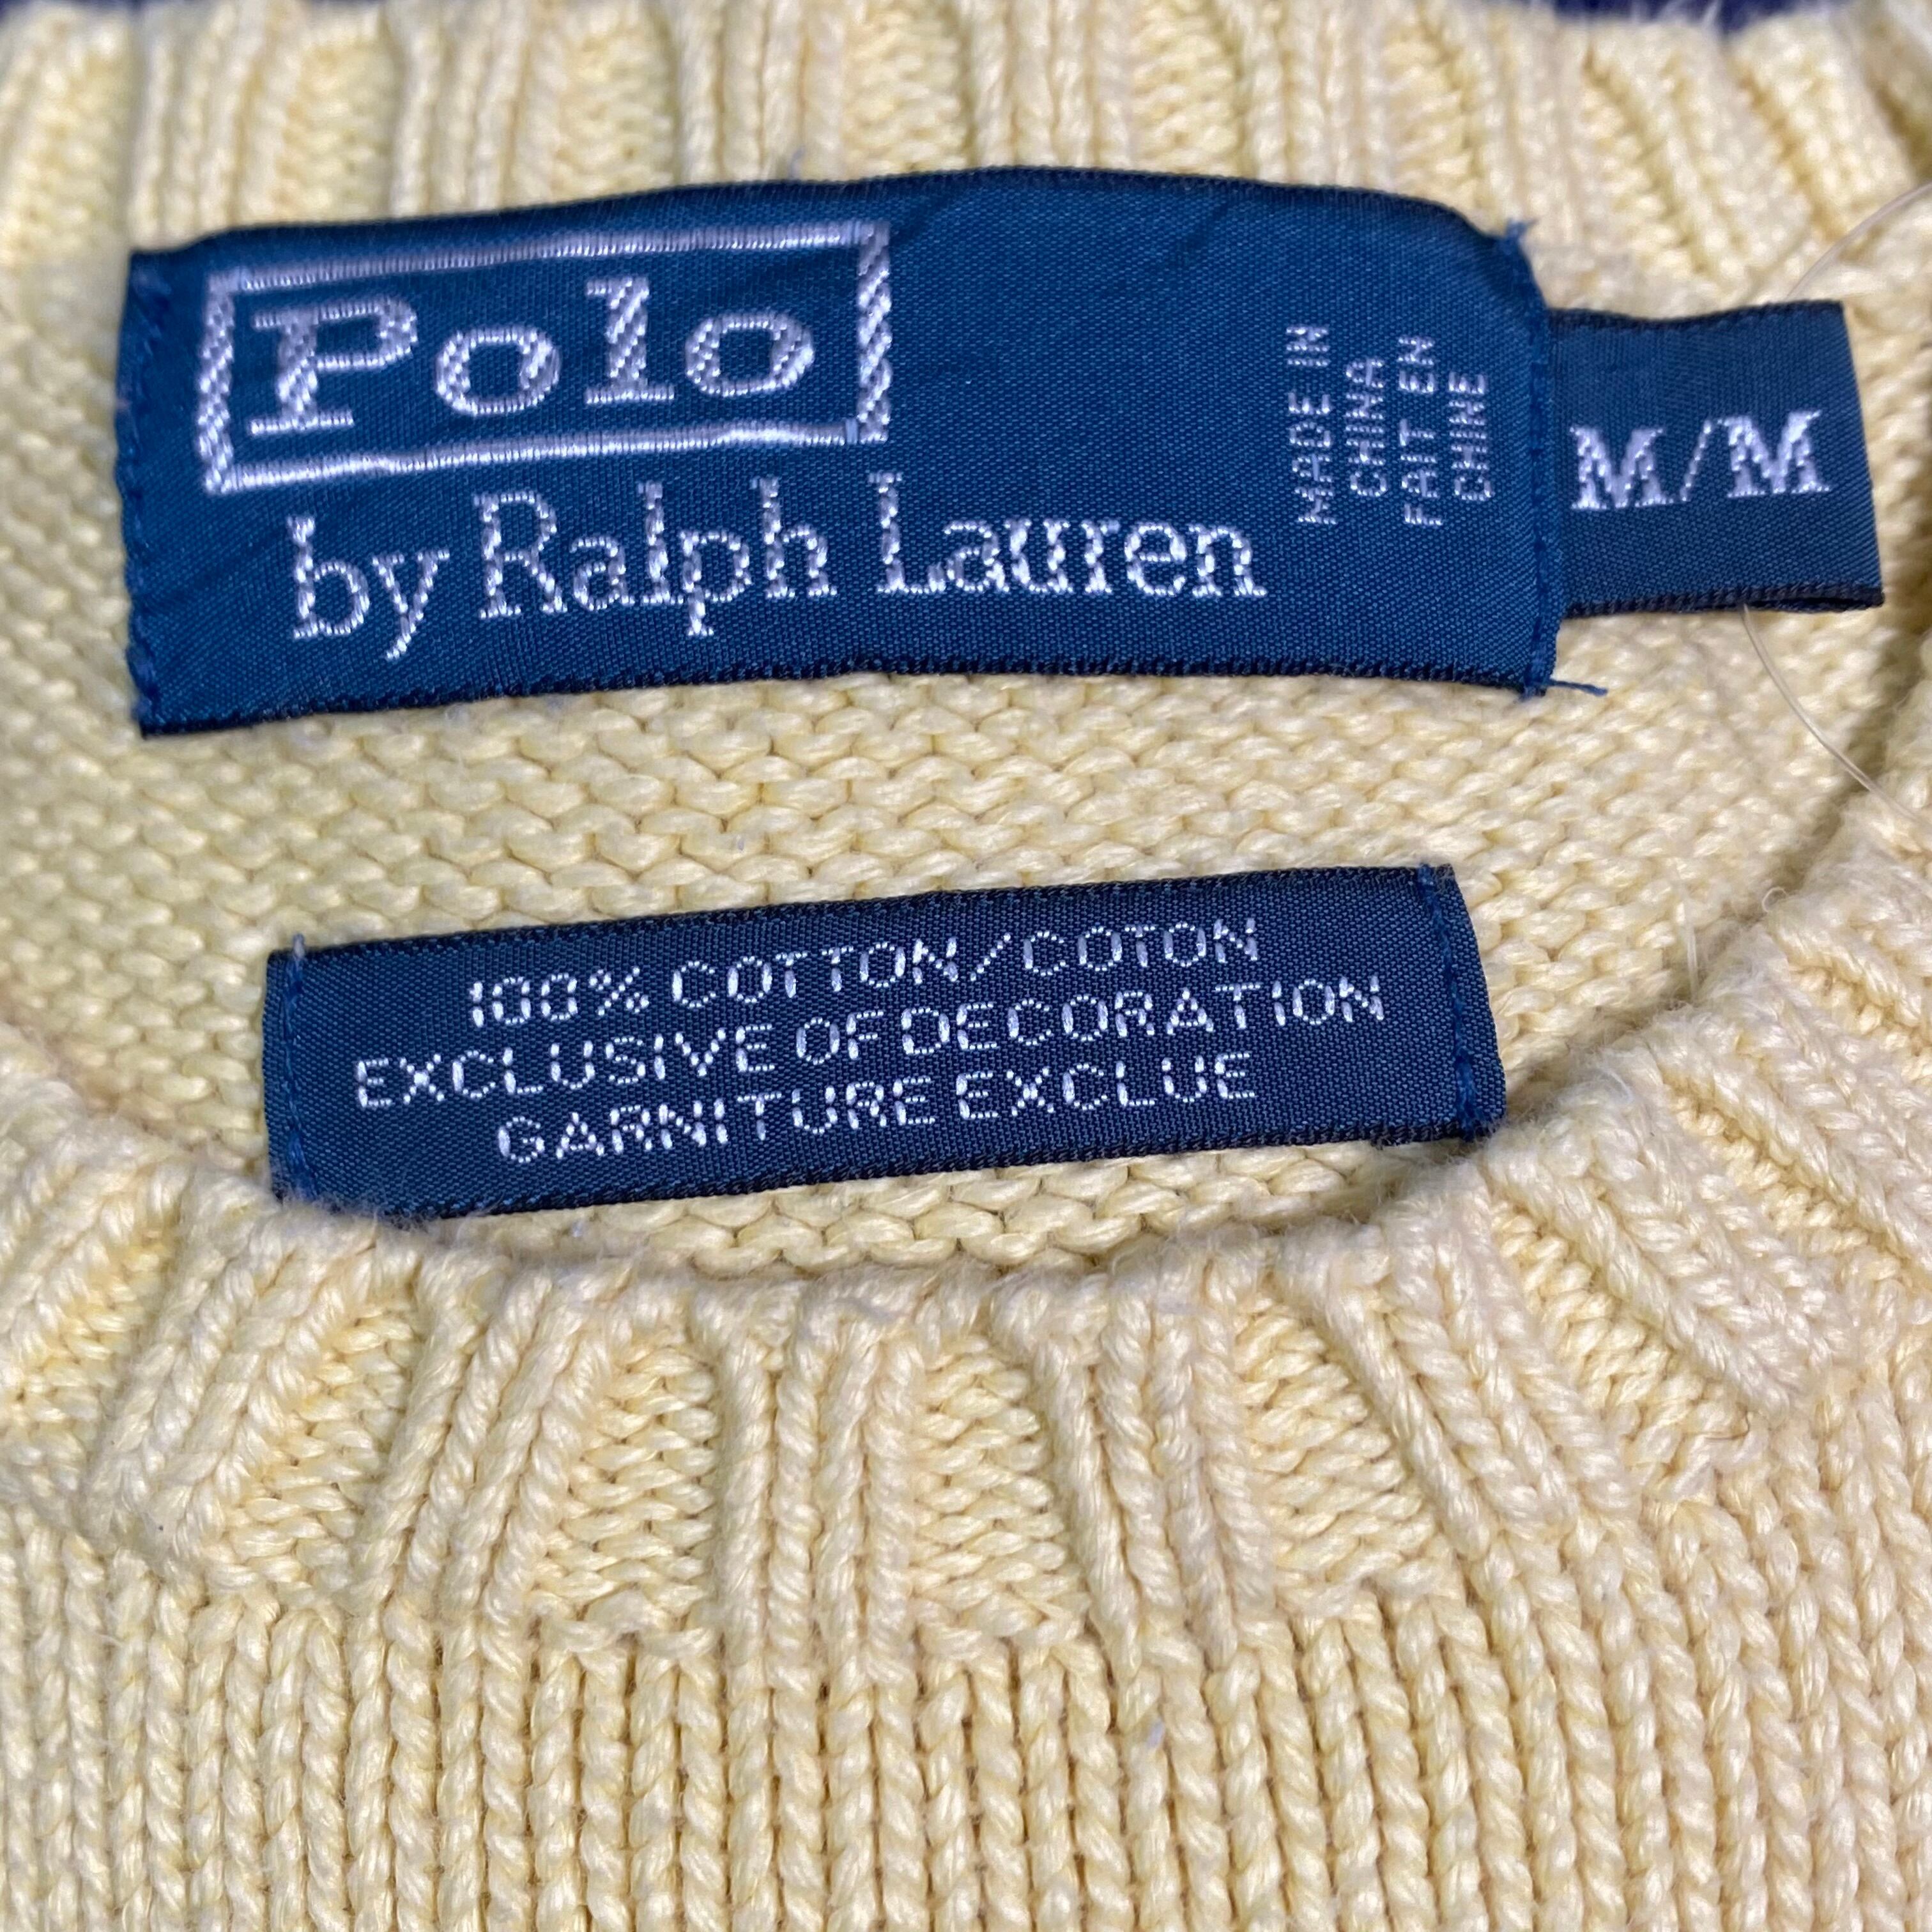 Polo
by Ralph Lauren
MADE IN
CHINA
FAIT EN
CHINE
M/M
100% COTTON/COTON
EXCLUSIVE OF DECORATION
GARNITURE EXCLUE